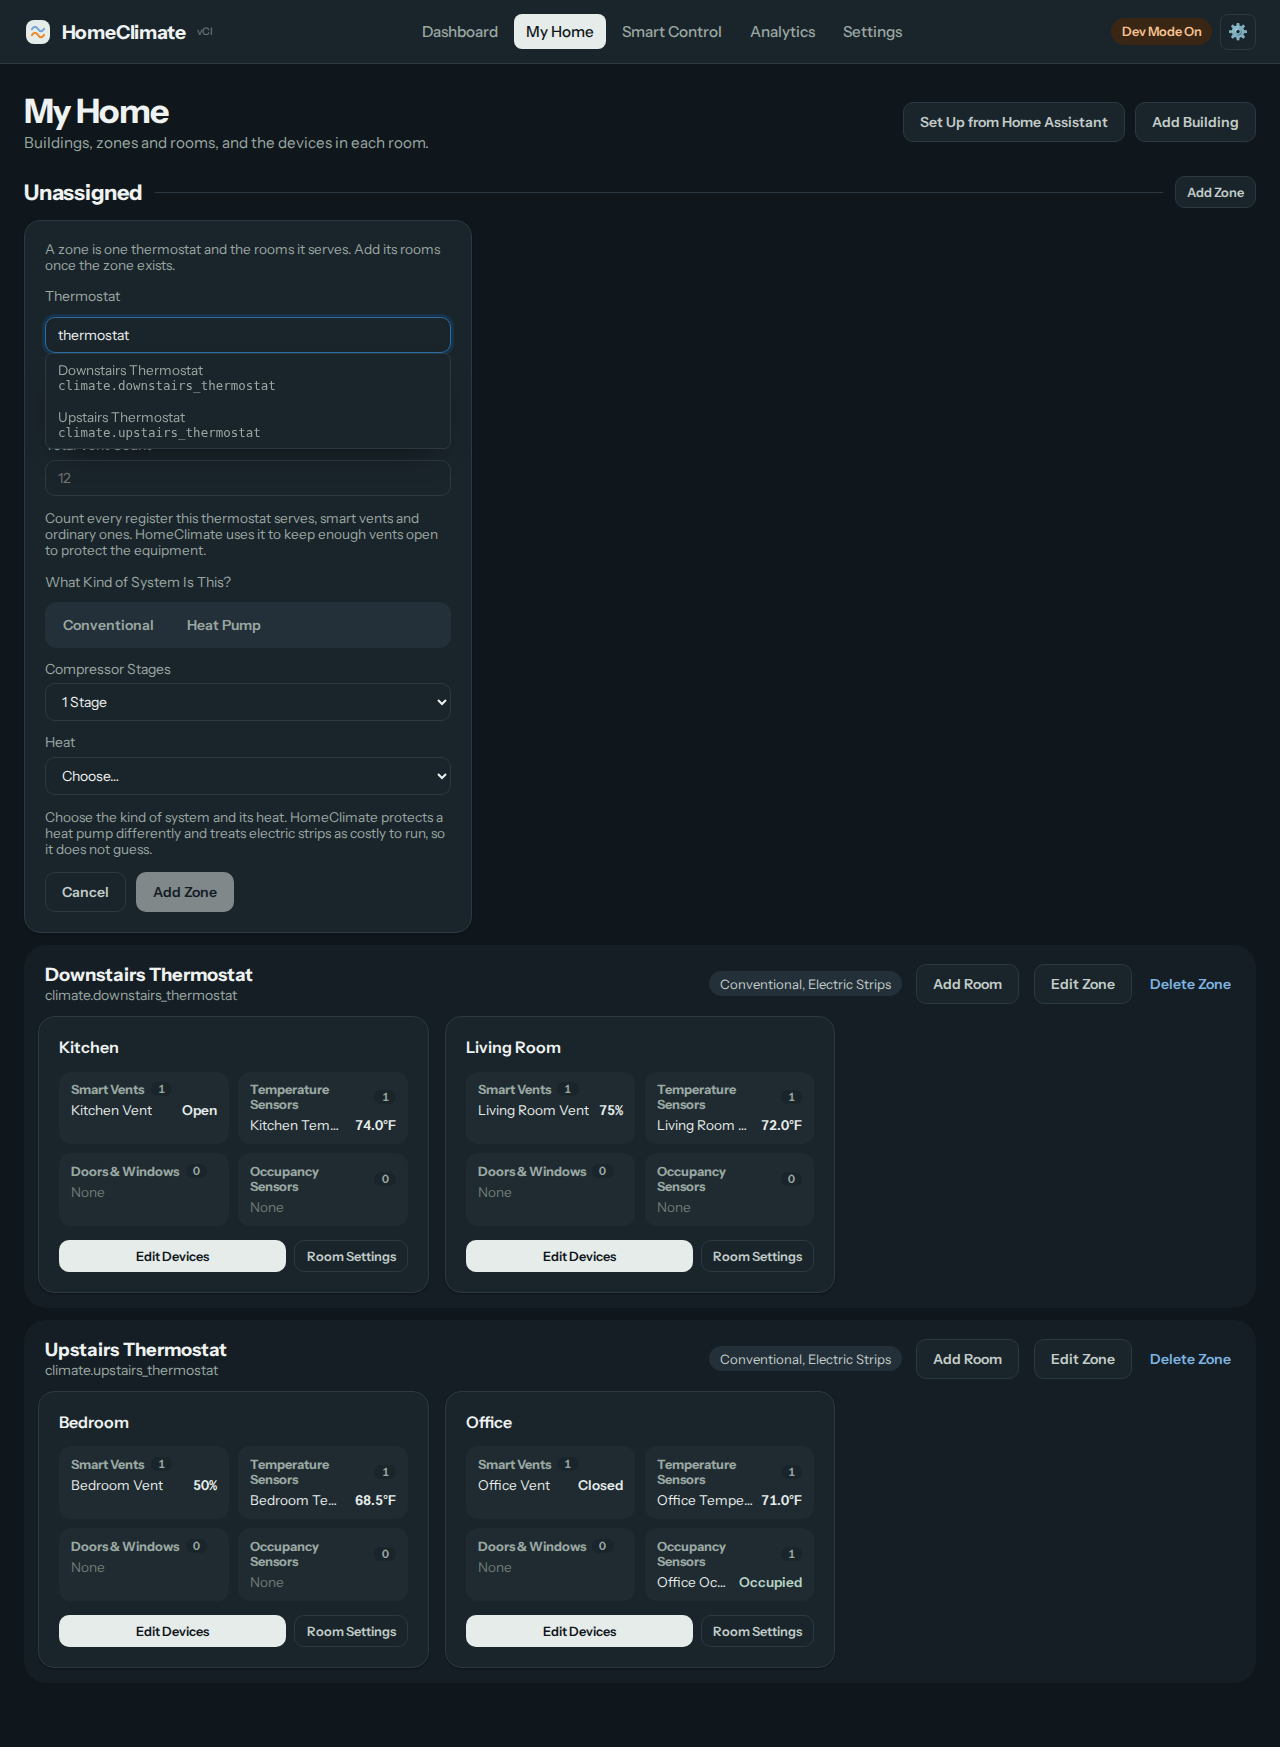 HomeClimate vCI
Dashboard My Home Smart Control Analytics Settings
Dev Mode On
My Home
Buildings, zones and rooms, and the devices in each room.
Set Up from Home Assistant
Add Building
Unassigned
Add Zone
A zone is one thermostat and the rooms it serves. Add its rooms
once the zone exists.
Thermostat
thermostat
Downstairs Thermostat
climate.downstairs_thermostat
Upstairs Thermostat
climate.upstairs_thermostat
12
Count every register this thermostat serves, smart vents and
ordinary ones. HomeClimate uses it to keep enough vents open
to protect the equipment.
What Kind of System Is This?
Conventional Heat Pump
Compressor Stages
1 Stage
Heat
Choose...
Choose the kind of system and its heat. HomeClimate protects a
heat pump differently and treats electric strips as costly to run, so
it does not guess.
Cancel Add Zone
Downstairs Thermostat
climate.downstairs_thermostat
Conventional, Electric Strips
Add Room
Edit Zone
Delete Zone
Kitchen
Smart Vents 1
Kitchen Vent Open
Temperature
Sensors 1
Kitchen Tem... 74.0°F
Doors & Windows 0
None
Occupancy
Sensors 0
None
Edit Devices
Room Settings
Living Room
Smart Vents 1
Living Room Vent 75%
Temperature
Sensors 1
Living Room ... 72.0°F
Doors & Windows 0
None
Occupancy
Sensors 0
None
Edit Devices
Room Settings
Upstairs Thermostat
climate.upstairs_thermostat
Conventional, Electric Strips
Add Room
Edit Zone
Delete Zone
Bedroom
Smart Vents 1
Bedroom Vent 50%
Temperature
Sensors 1
Bedroom Te... 68.5°F
Doors & Windows 0
None
Occupancy
Sensors 0
None
Edit Devices
Room Settings
Office
Smart Vents 1
Office Vent Closed
Temperature
Sensors 1
Office Tempe... 71.0°F
Doors & Windows 0
None
Occupancy
Sensors 1
Office Oc... Occupied
Edit Devices
Room Settings